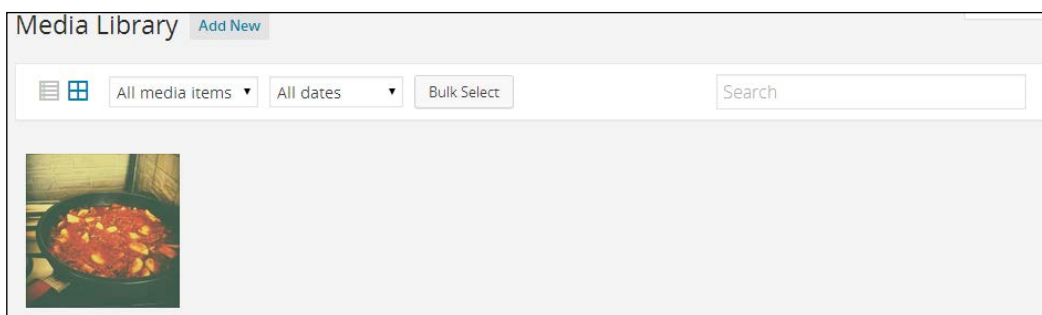 Media Library Add New
All media items All dates Bulk Select Search